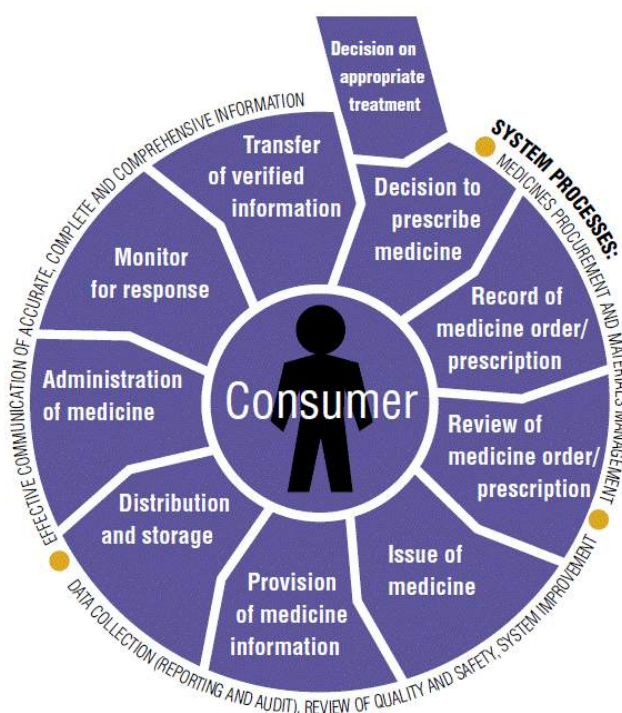 Decision on
appropriate
treatment
Decision to
prescribe
medicine
Record of
medicine order/
prescription
Review of
medicine order/
prescription
Issue of
medicine
Provision
of medicine
information
Distribution
and storage
Administration
of medicine
Monitor
for response
Transfer
of verified
information
Consumer
SYSTEM PROCESSES:
MEDICINES PROCUREMENT AND MATERIALS MANAGEMENT
DATA COLLECTION (REPORTING AND AUDIT), REVIEW OF QUALITY AND SAFETY, SYSTEM IMPROVEMENT
EFFECTIVE COMMUNICATION OF ACCURATE, COMPLETE AND COMPREHENSIVE INFORMATION